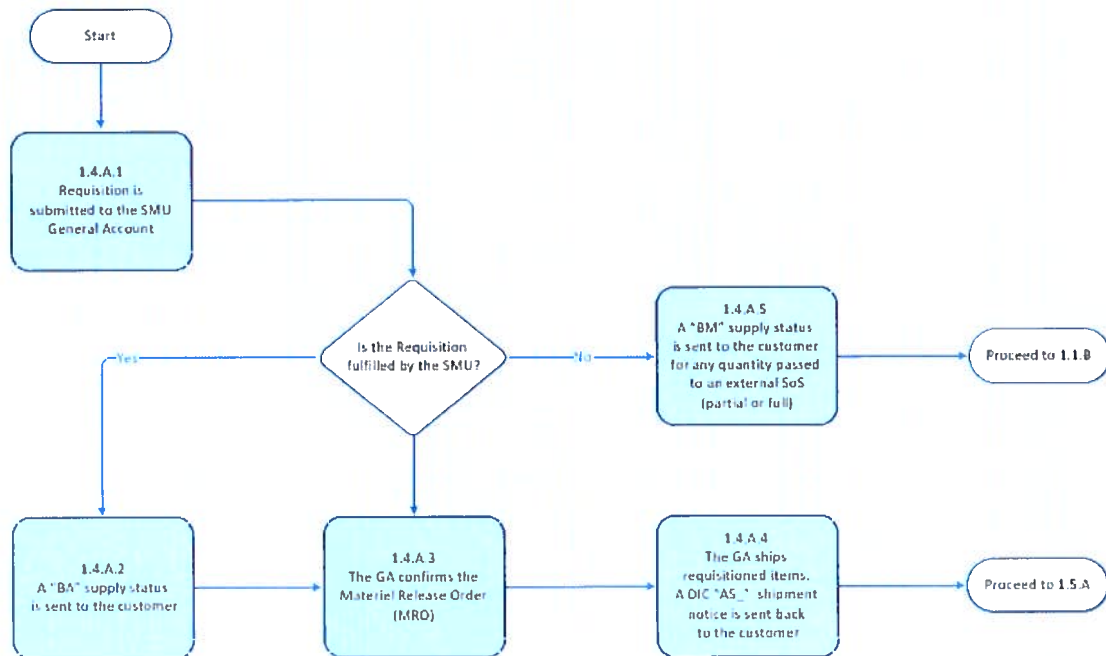 Start
1.4.A.1
Requisition is
submitted to the SMU
General Account
Is the Requisition
fulfilled by the SMU?
Yes
No
1.4.A.5
A "BM" supply status
is sent to the customer
for any quantity passed
to an external SoS
(partial or full)
Proceed to 1.1.B
1.4.A.2
A "BA" supply status
is sent to the customer
1.4.A.3
The GA confirms the
Materiel Release Order
(MRO)
1.4.A.4
The GA ships
requisitioned items.
A DIC "AS_" shipment
notice is sent back
to the customer
Proceed to 1.5.A